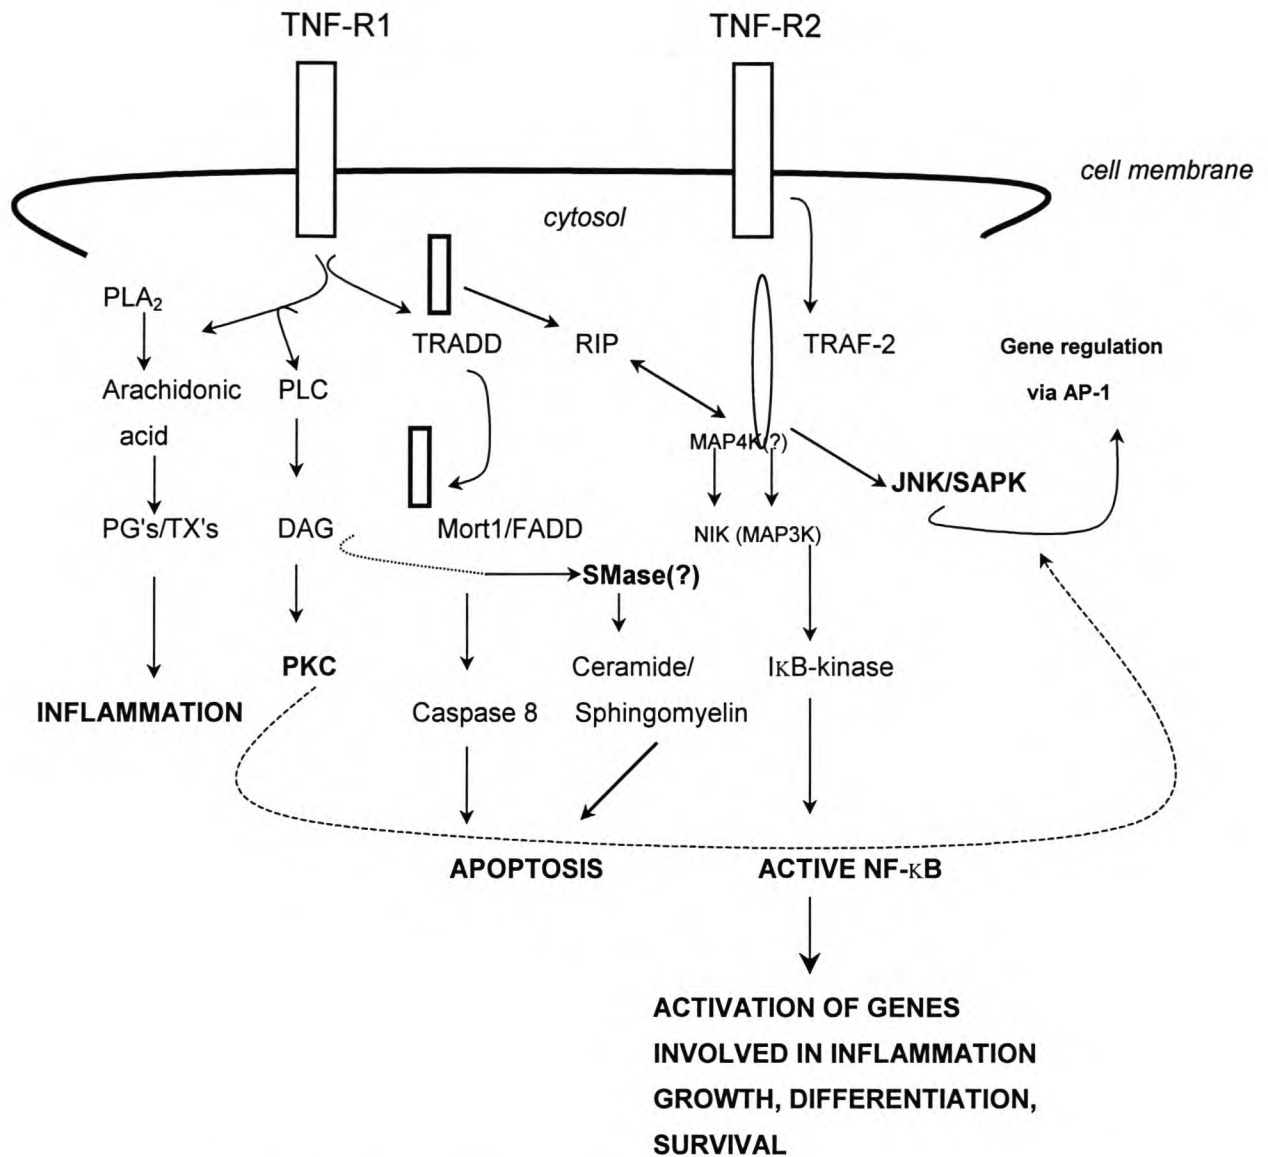 TNF-R1
TNF-R2
cell membrane
cytosol
PLA₂
TRADD
RIP
TRAF-2
Gene regulation
via AP-1
Arachidonic
acid
PLC
MAP4K(?)
JNK/SAPK
PG's/TX's
DAG
Mort1/FADD
NIK (MAP3K)
SMase(?)
PKC
Ceramide/
Sphingomyelin
IκB-kinase
INFLAMMATION
Caspase 8
APOPTOSIS
ACTIVE NF-κB
ACTIVATION OF GENES
INVOLVED IN INFLAMMATION
GROWTH, DIFFERENTIATION,
SURVIVAL